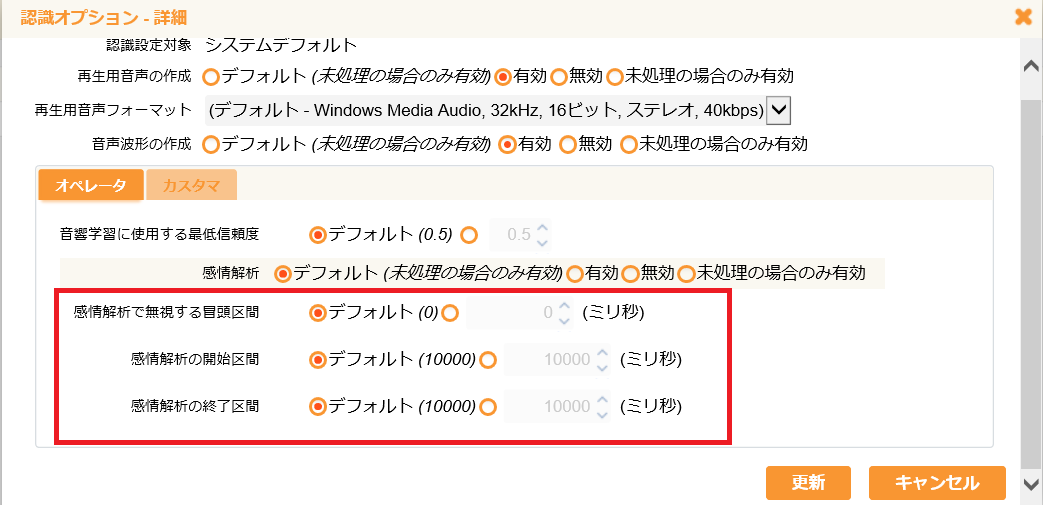 認識オプション - 詳細
認識設定対象 システムデフォルト
再生用音声の作成 デフォルト (未処理の場合のみ有効) 有効 無効 未処理の場合のみ有効
再生用音声フォーマット (デフォルト - Windows Media Audio, 32kHz, 16ビット, ステレオ, 40kbps)
音声波形の作成 デフォルト (未処理の場合のみ有効) 有効 無効 未処理の場合のみ有効
オペレータ カスタマ
音響学習に使用する最低信頼度 デフォルト (0.5) 0.5
感情解析 デフォルト (未処理の場合のみ有効) 有効 無効 未処理の場合のみ有効
感情解析で無視する冒頭区間 デフォルト (0) 0 (ミリ秒)
感情解析の開始区間 デフォルト (10000) 10000 (ミリ秒)
感情解析の終了区間 デフォルト (10000) 10000 (ミリ秒)
更新 キャンセル